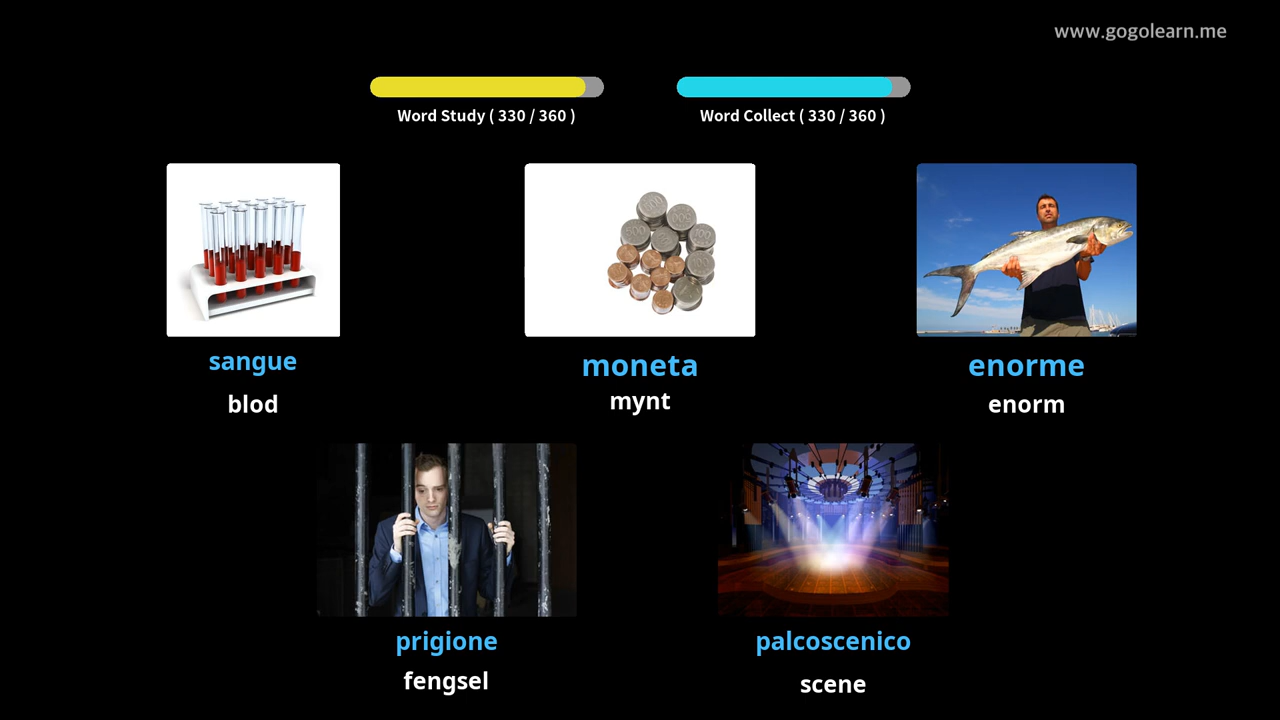 www.gogolearn.me
Word Study ( 330 / 360 )
Word Collect ( 330 / 360 )
sangue
blod
moneta
mynt
enorme
enorm
prigione
fengsel
palcoscenico
scene